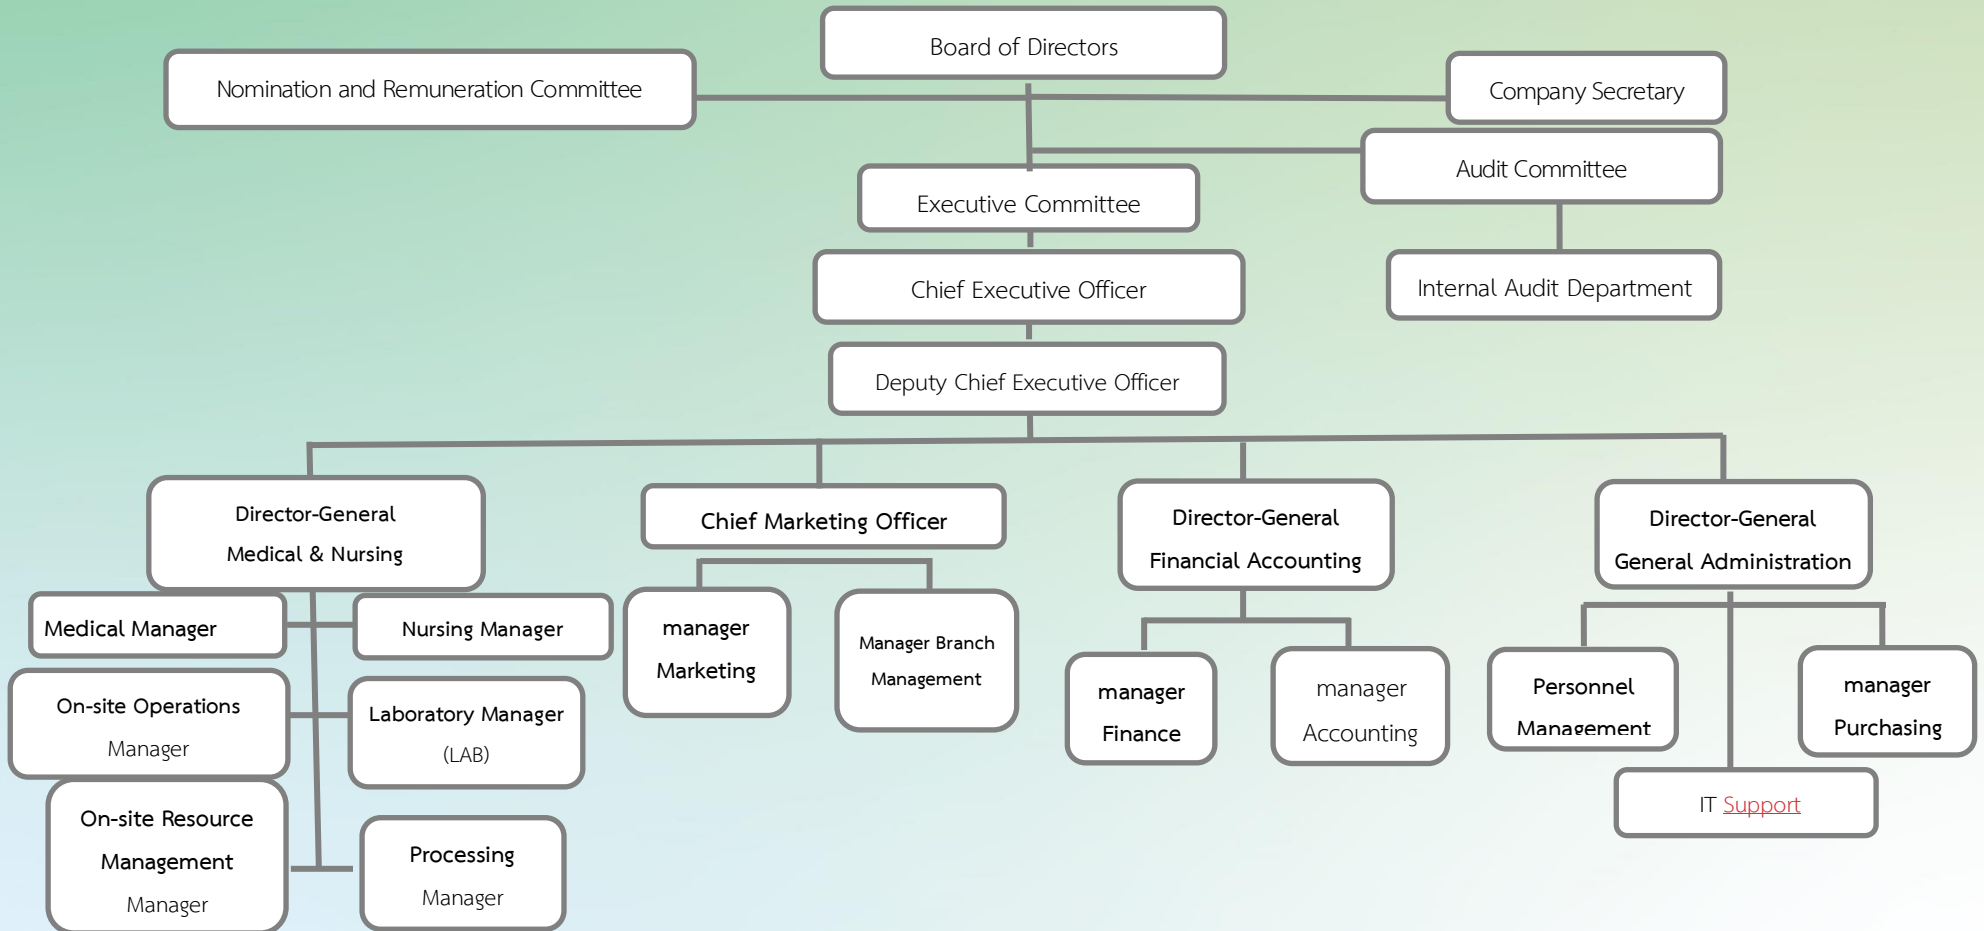 Board of Directors
Nomination and Remuneration Committee
Company Secretary
Audit Committee
Executive Committee
Internal Audit Department
Chief Executive Officer
Deputy Chief Executive Officer
Director-General
Medical & Nursing
Chief Marketing Officer
Director-General
Financial Accounting
Director-General
General Administration
Medical Manager
Nursing Manager
On-site Operations
Manager
Laboratory Manager
(LAB)
On-site Resource
Management
Manager
Processing
Manager
manager
Marketing
Manager Branch
Management
manager
Finance
manager
Accounting
Personnel
Management
manager
Purchasing
IT Support